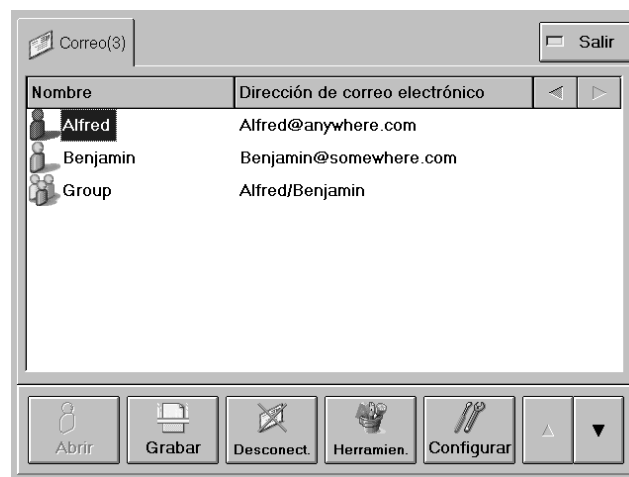 Correo(3)
Salir
Nombre Dirección de correo electrónico
Alfred Alfred@anywhere.com
Benjamin Benjamin@somewhere.com
Group Alfred/Benjamin
Abrir Grabar Desconect. Herramien. Configurar